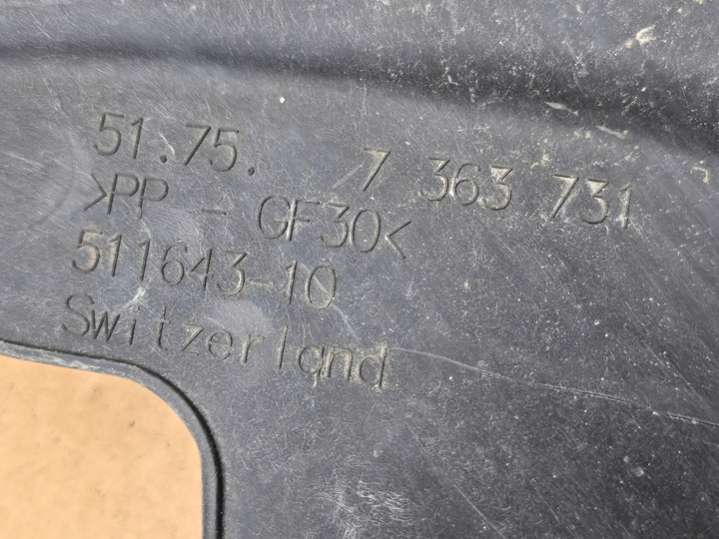 51.75. 7 363 731
>PP - GF30<
511643-10
Switzerland